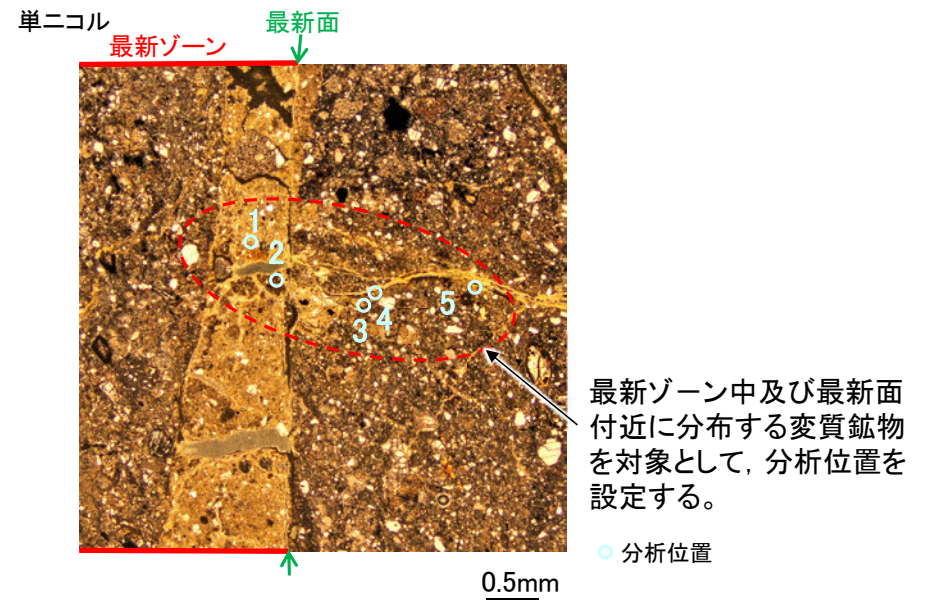 単ニコル
最新面
最新ゾーン
1
2
3
4
5
最新ゾーン中及び最新面
付近に分布する変質鉱物
を対象として，分析位置を
設定する。
分析位置
0.5mm